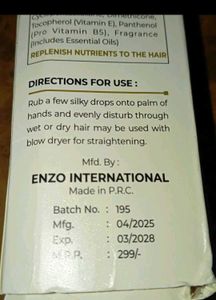 Tocopherol (Vitamin E), Panthenol
(Pro Vitamin B5), Fragrance
(Includes Essential Oils)
REPLENISH NUTRIENTS TO THE HAIR
DIRECTIONS FOR USE :
Rub a few silky drops onto palm of
hands and evenly disturb through
wet or dry hair may be used with
blow dryer for straightening.
Mfd. By :
ENZO INTERNATIONAL
Made in P.R.C.
Batch No. : 195
Mfg. : 04/2025
Exp. : 03/2028
M.R.P. : 299/-